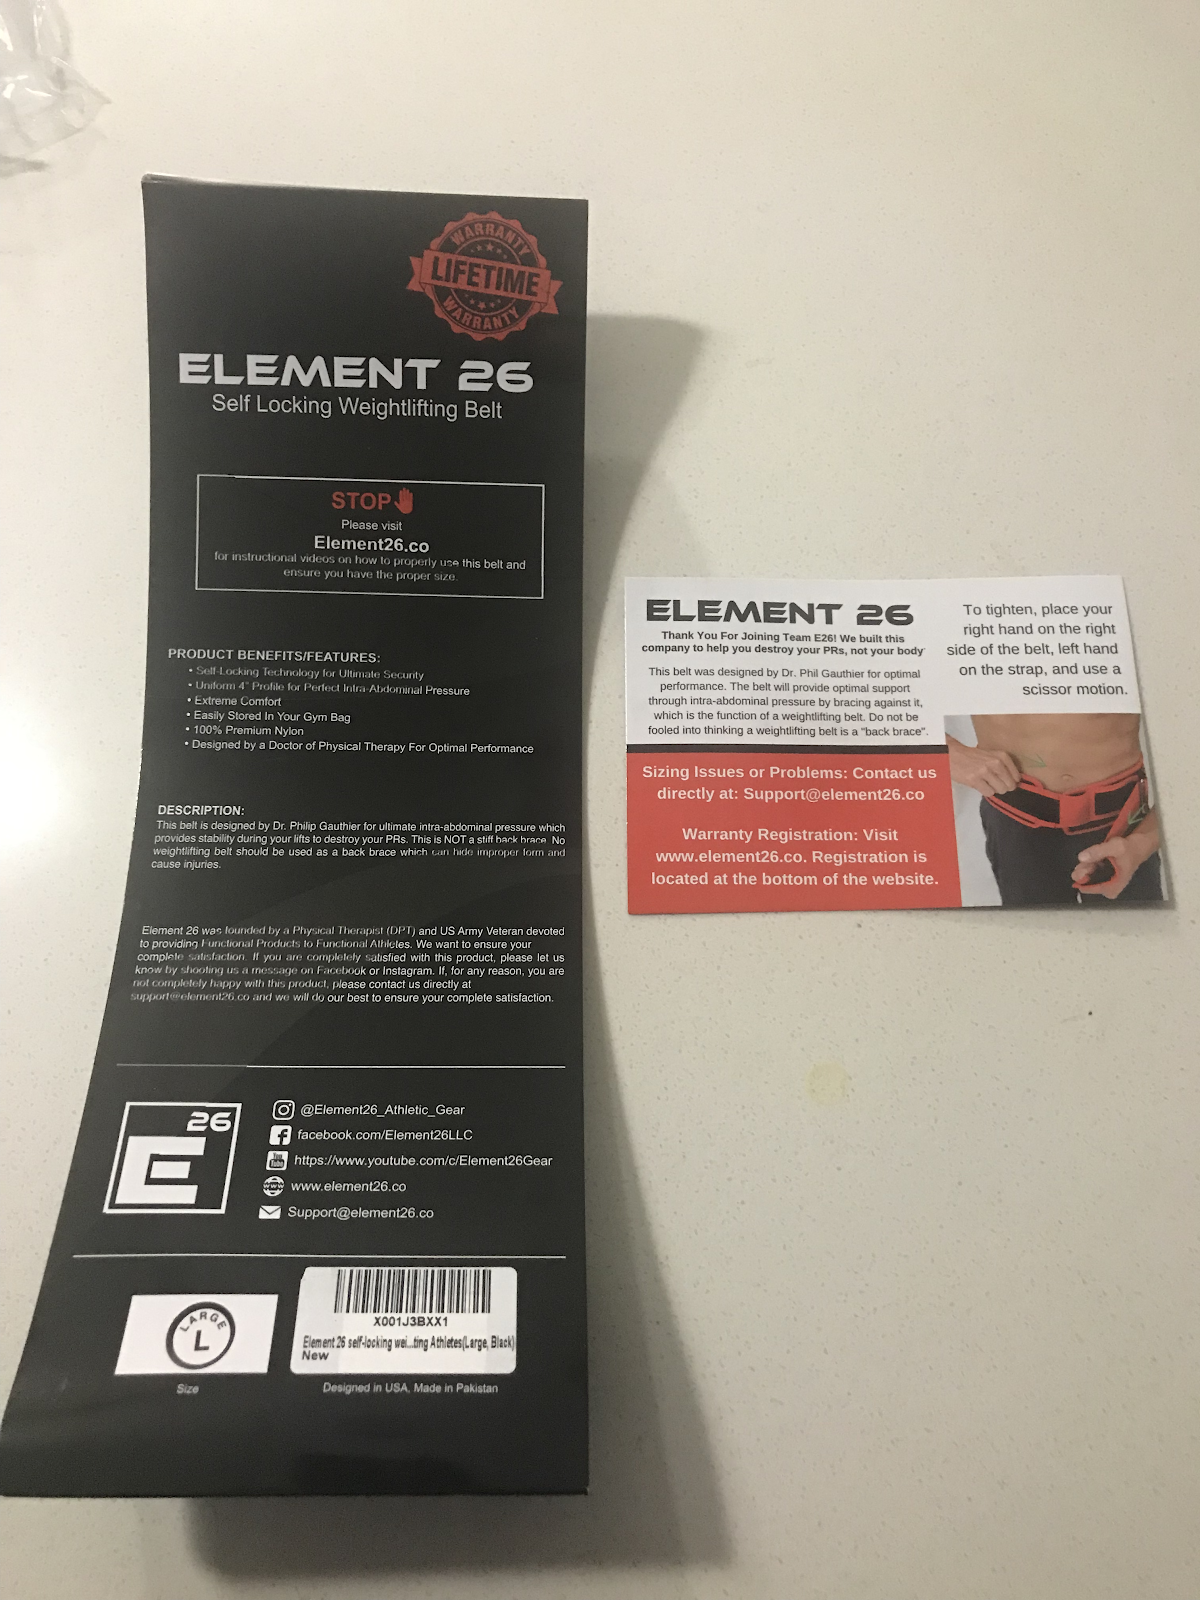 WARRANTY
LIFETIME
WARRANTY
ELEMENT 26
Self Locking Weightlifting Belt
STOP
Please visit
Element26.co
for instructional videos on how to properly use this belt and
ensure you have the proper size.
PRODUCT BENEFITS/FEATURES:
• Self-Locking Technology for Ultimate Security
• Uniform 4" Profile for Perfect Intra-Abdominal Pressure
• Extreme Comfort
• Easily Stored In Your Gym Bag
• 100% Premium Nylon
• Designed by a Doctor of Physical Therapy For Optimal Performance
DESCRIPTION:
This belt is designed by Dr. Philip Gauthier for ultimate intra-abdominal pressure which
provides stability during your lifts to destroy your PRs. This is NOT a stiff back brace. No
weightlifting belt should be used as a back brace which can hide improper form and
cause injuries.
Element 26 was founded by a Physical Therapist (DPT) and US Army Veteran devoted
to providing Functional Products to Functional Athletes. We want to ensure your
complete satisfaction. If you are completely satisfied with this product, please let us
know by shooting us a message on Facebook or Instagram. If, for any reason, you are
not completely happy with this product, please contact us directly at
support@element26.co and we will do our best to ensure your complete satisfaction.
26
E
@Element26_Athletic_Gear
facebook.com/Element26LLC
You Tube https://www.youtube.com/c/Element26Gear
www www.element26.co
Support@element26.co
LARGE
L
Size
X001J3BXX1
Element 26 self-locking wei...ting Athletes(Large, Black)
New
Designed in USA, Made in Pakistan
ELEMENT 26
Thank You For Joining Team E26! We built this
company to help you destroy your PRs, not your body
This belt was designed by Dr. Phil Gauthier for optimal
performance. The belt will provide optimal support
through intra-abdominal pressure by bracing against it,
which is the function of a weightlifting belt. Do not be
fooled into thinking a weightlifting belt is a "back brace".
Sizing Issues or Problems: Contact us
directly at: Support@element26.co
Warranty Registration: Visit
www.element26.co. Registration is
located at the bottom of the website.
To tighten, place your
right hand on the right
side of the belt, left hand
on the strap, and use a
scissor motion.